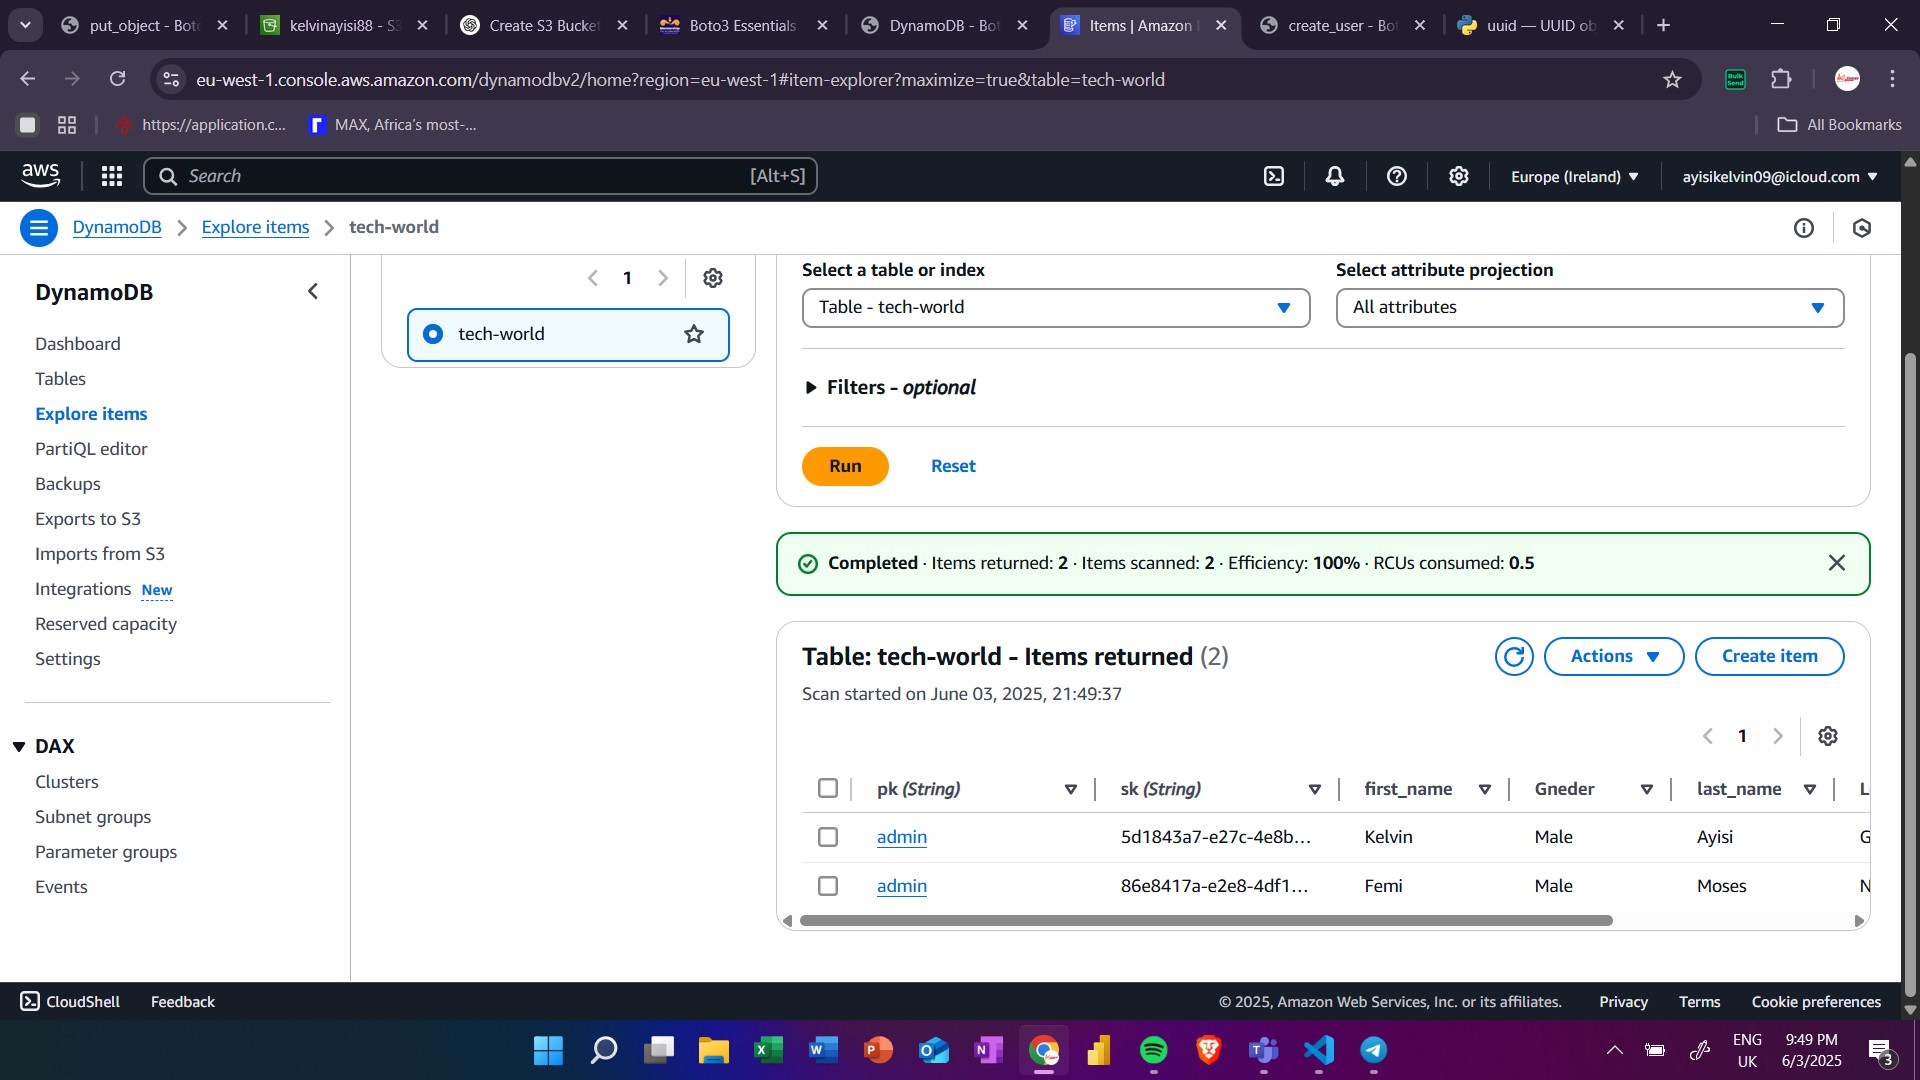 put_object - Boto
kelvinayisi88 - S3
Create S3 Bucket
Boto3 Essentials
DynamoDB - Bot
Items | Amazon
create_user - Bot
uuid — UUID ob
eu-west-1.console.aws.amazon.com/dynamodbv2/home?region=eu-west-1#item-explorer?maximize=true&table=tech-world
Bulk Send
https://application.c...
MAX, Africa's most-...
All Bookmarks
aws
Search
[Alt+S]
Europe (Ireland)
ayisikelvin09@icloud.com
DynamoDB
Explore items
tech-world
DynamoDB
Dashboard
Tables
Explore items
PartiQL editor
Backups
Exports to S3
Imports from S3
Integrations New
Reserved capacity
Settings
DAX
Clusters
Subnet groups
Parameter groups
Events
1
tech-world
Select a table or index
Table - tech-world
Select attribute projection
All attributes
Filters - optional
Run
Reset
Completed · Items returned: 2 · Items scanned: 2 · Efficiency: 100% · RCUs consumed: 0.5
Table: tech-world - Items returned (2)
Scan started on June 03, 2025, 21:49:37
Actions
Create item
1
pk (String) sk (String) first_name Gneder last_name L
admin 5d1843a7-e27c-4e8b... Kelvin Male Ayisi G
admin 86e8417a-e2e8-4df1... Femi Male Moses N
CloudShell
Feedback
© 2025, Amazon Web Services, Inc. or its affiliates.
Privacy
Terms
Cookie preferences
ENG
UK
9:49 PM
6/3/2025
3